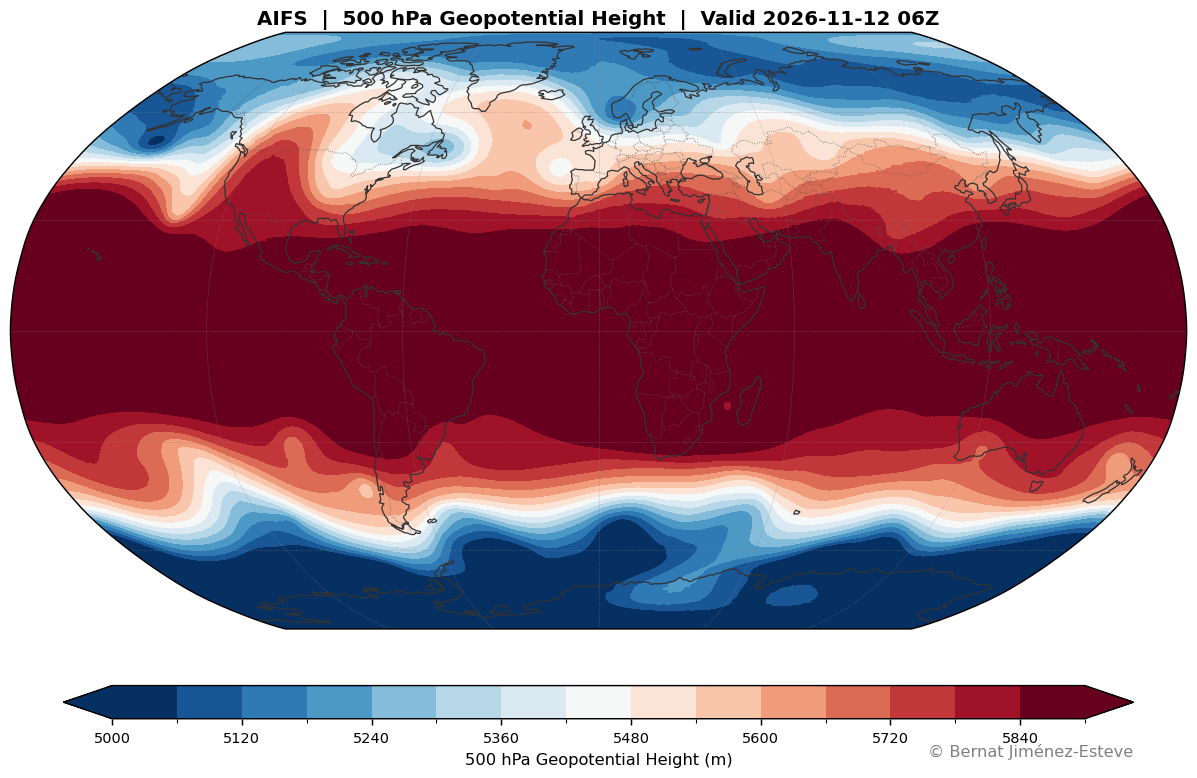 AIFS | 500 hPa Geopotential Height | Valid 2026-11-12 06Z
5000 5120 5240 5360 5480 5600 5720 5840
500 hPa Geopotential Height (m)
© Bernat Jiménez-Esteve